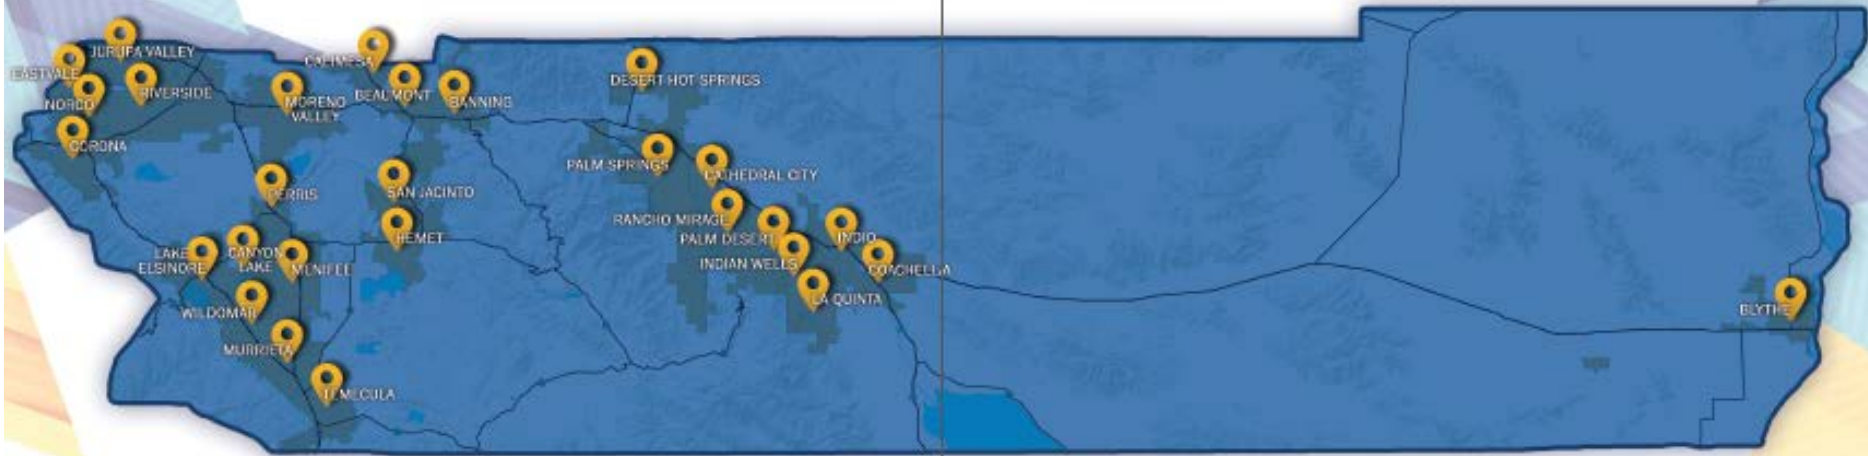 JURUPA VALLEY
EASTVALE
NORCO
RIVERSIDE
CORONA
CALIMESA
BEAUMONT
BANNING
MORENO
VALLEY
DESERT HOT SPRINGS
PALM SPRINGS
CATHEDRAL CITY
PERRIS
SAN JACINTO
HEMET
RANCHO MIRAGE
PALM DESERT
INDIO
INDIAN WELLS
COACHELLA
LA QUINTA
LAKE
ELSINORE
CANYON
LAKE
MENIFEE
WILDOMAR
MURRIETA
TEMECULA
BLYTHE